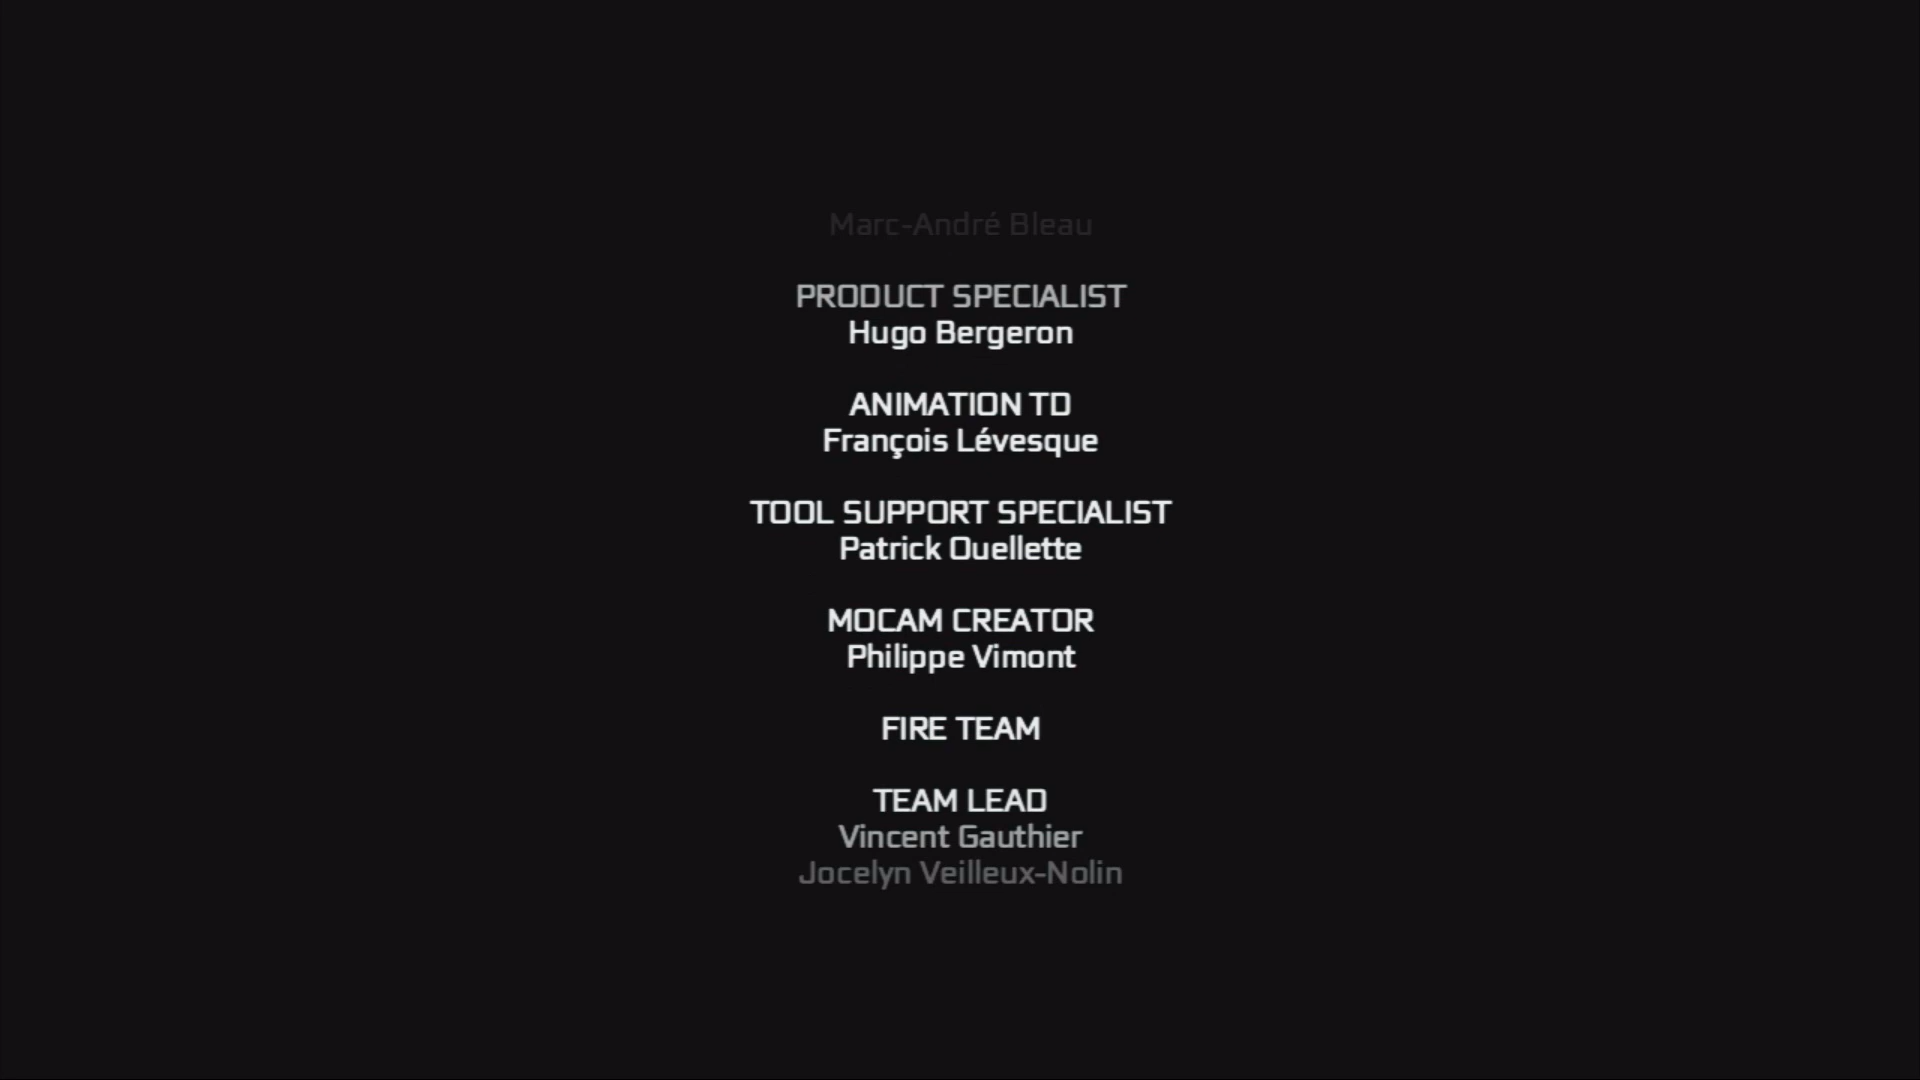 Marc-André Bleau
PRODUCT SPECIALIST
Hugo Bergeron
ANIMATION TD
François Lévesque
TOOL SUPPORT SPECIALIST
Patrick Ouellette
MOCAM CREATOR
Philippe Vimont
FIRE TEAM
TEAM LEAD
Vincent Gauthier
Jocelyn Veilleux-Nolin